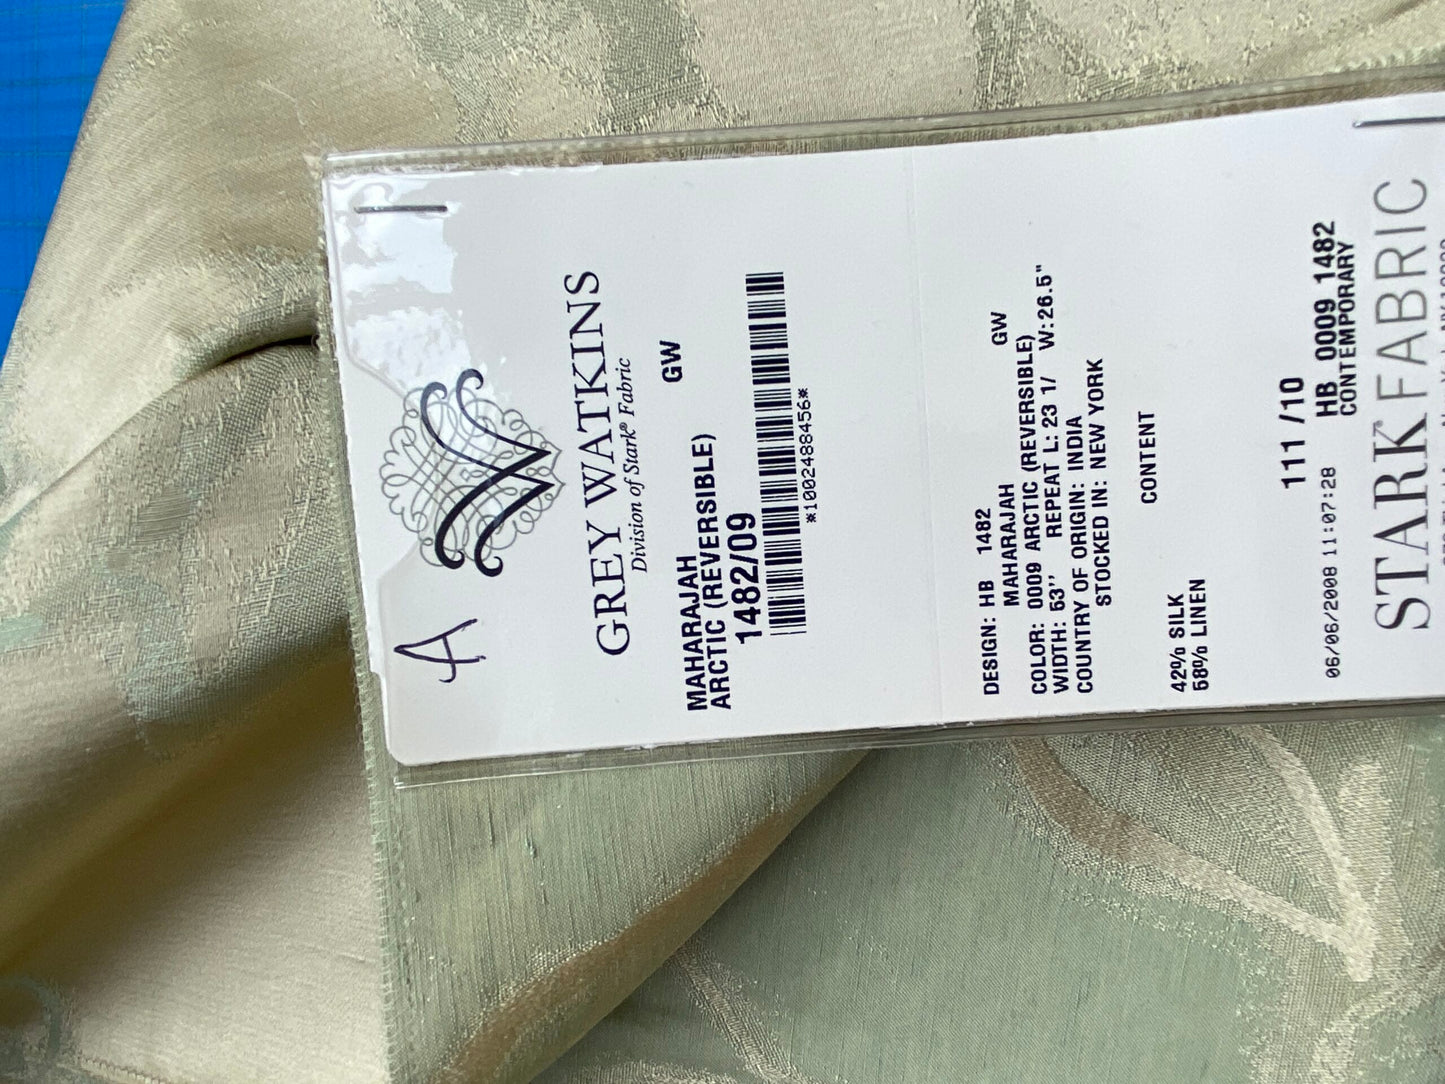 A
GREY WATKINS
Division of Stark® Fabric
GW
MAHARAJAH
ARCTIC (REVERSIBLE)
1482/09
*1002488456*
DESIGN: HB 1482
MAHARAJAH GW
COLOR: 0009 ARCTIC (REVERSIBLE)
WIDTH: 53'' REPEAT L: 23 1/ W:26.5"
COUNTRY OF ORIGIN: INDIA
STOCKED IN: NEW YORK
CONTENT
42% SILK
58% LINEN
111 /10
06/06/2008 11:07:28 HB 0009 1482
CONTEMPORARY
STARK FABRIC